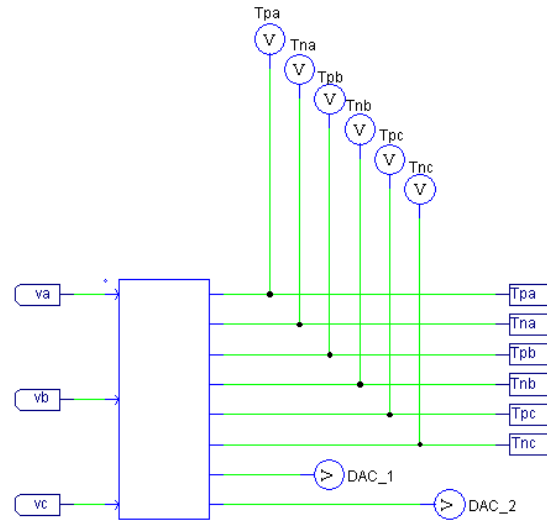 Tpa
V
Tna
V
Tpb
V
Tnb
V
Tpc
V
Tnc
V
va
Tpa
Tna
Tpb
vb
Tnb
Tpc
Tnc
V DAC_1
vc
V DAC_2